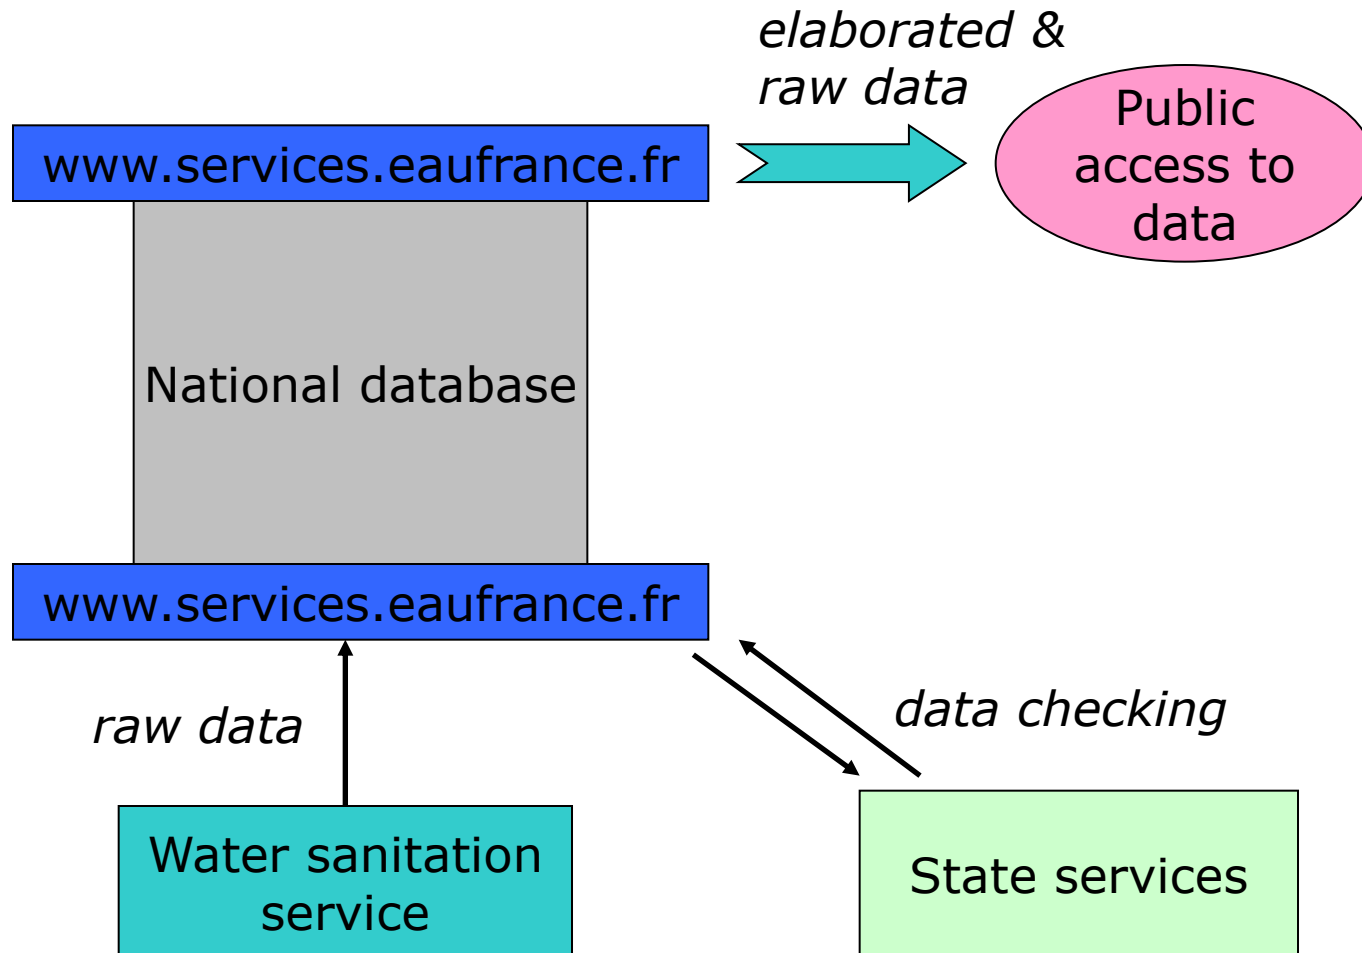 elaborated &
raw data
Public
access to
data
www.services.eaufrance.fr
National database
www.services.eaufrance.fr
raw data
data checking
Water sanitation
service
State services